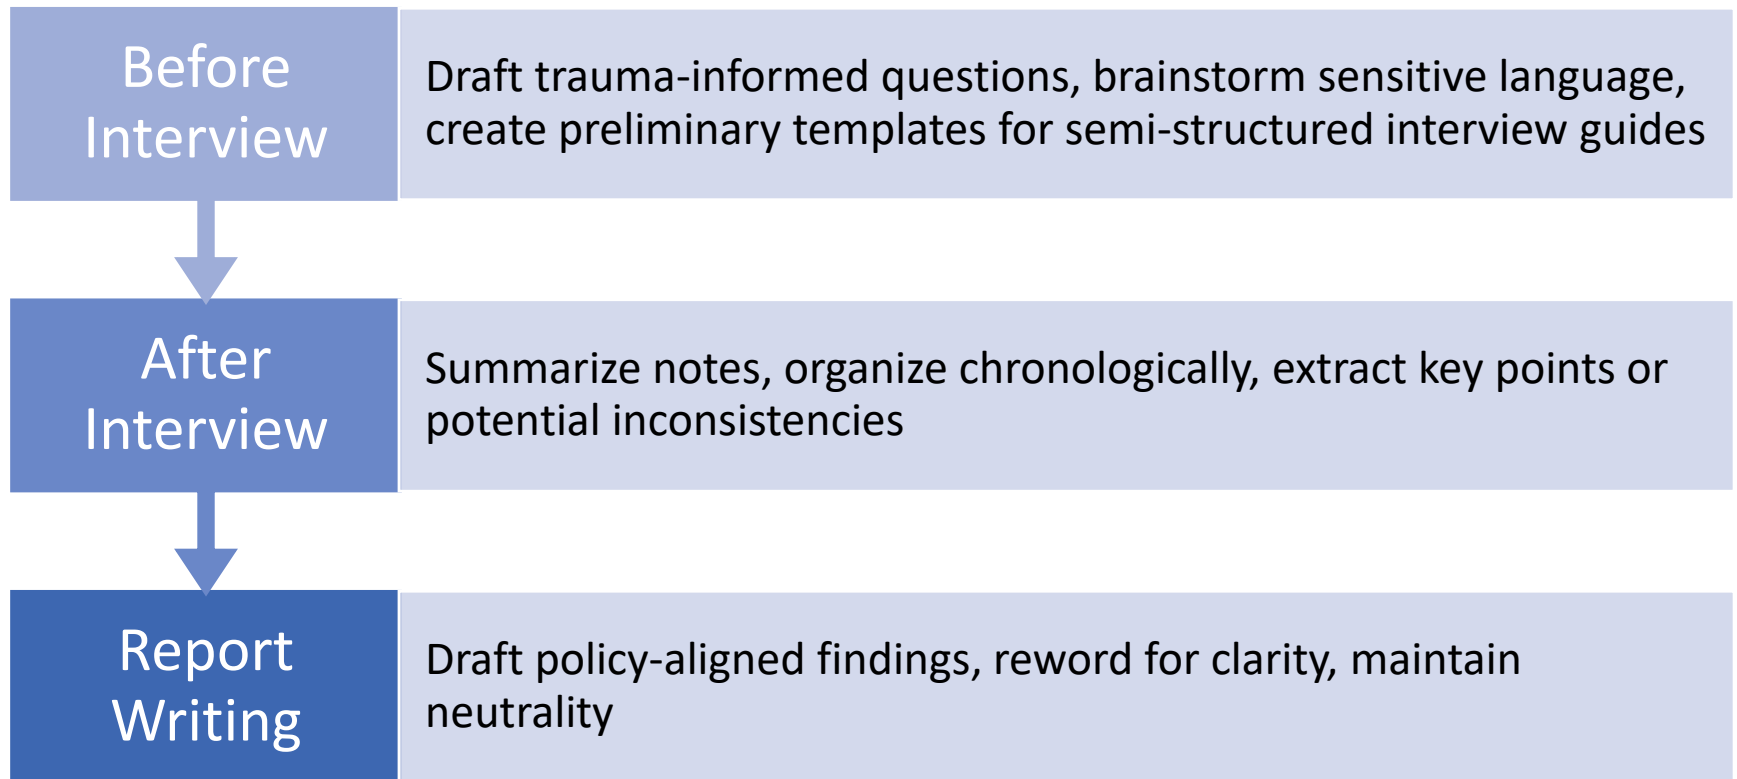 Before
Interview
Draft trauma-informed questions, brainstorm sensitive language,
create preliminary templates for semi-structured interview guides
After
Interview
Summarize notes, organize chronologically, extract key points or
potential inconsistencies
Report
Writing
Draft policy-aligned findings, reword for clarity, maintain
neutrality